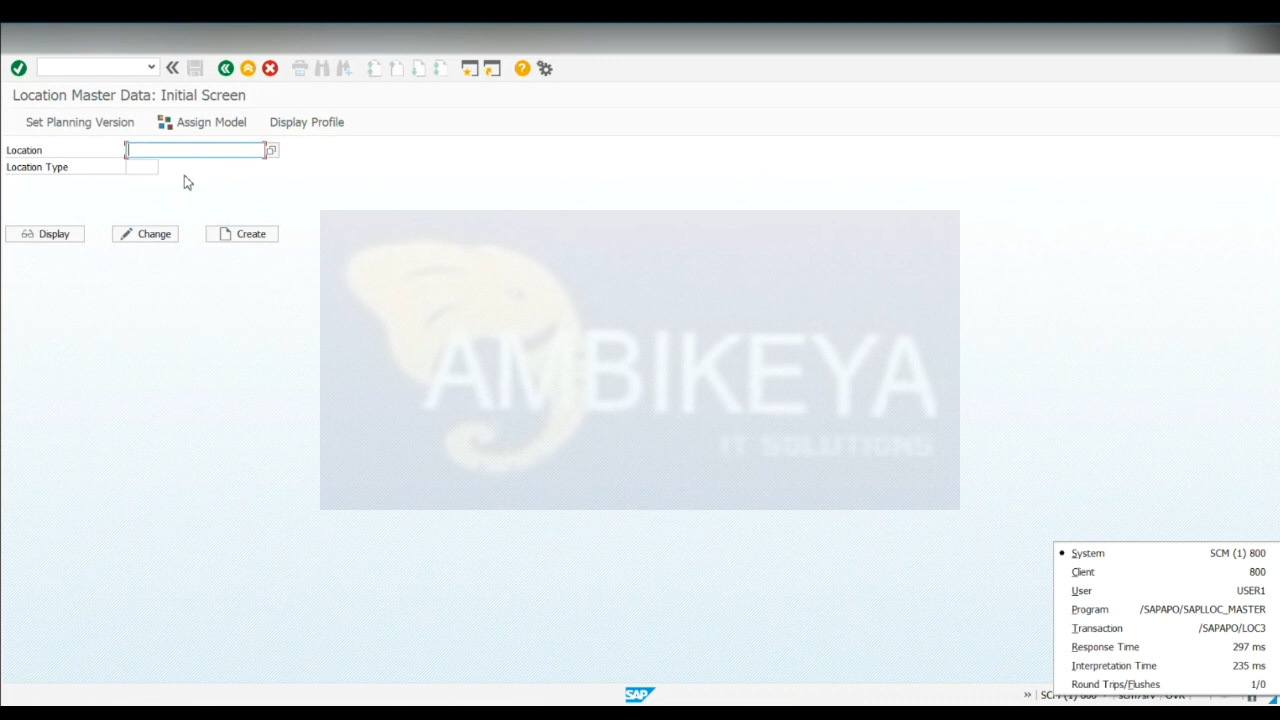 Location Master Data: Initial Screen
Set Planning Version Assign Model Display Profile
Location
Location Type
Display Change Create
AMBIKEYA
IT SOLUTIONS
System SCM (1) 800
Client 800
User USER1
Program /SAPAPO/SAPLLOC_MASTER
Transaction /SAPAPO/LOC3
Response Time 297 ms
Interpretation Time 235 ms
Round Trips/Flushes 1/0
SAP